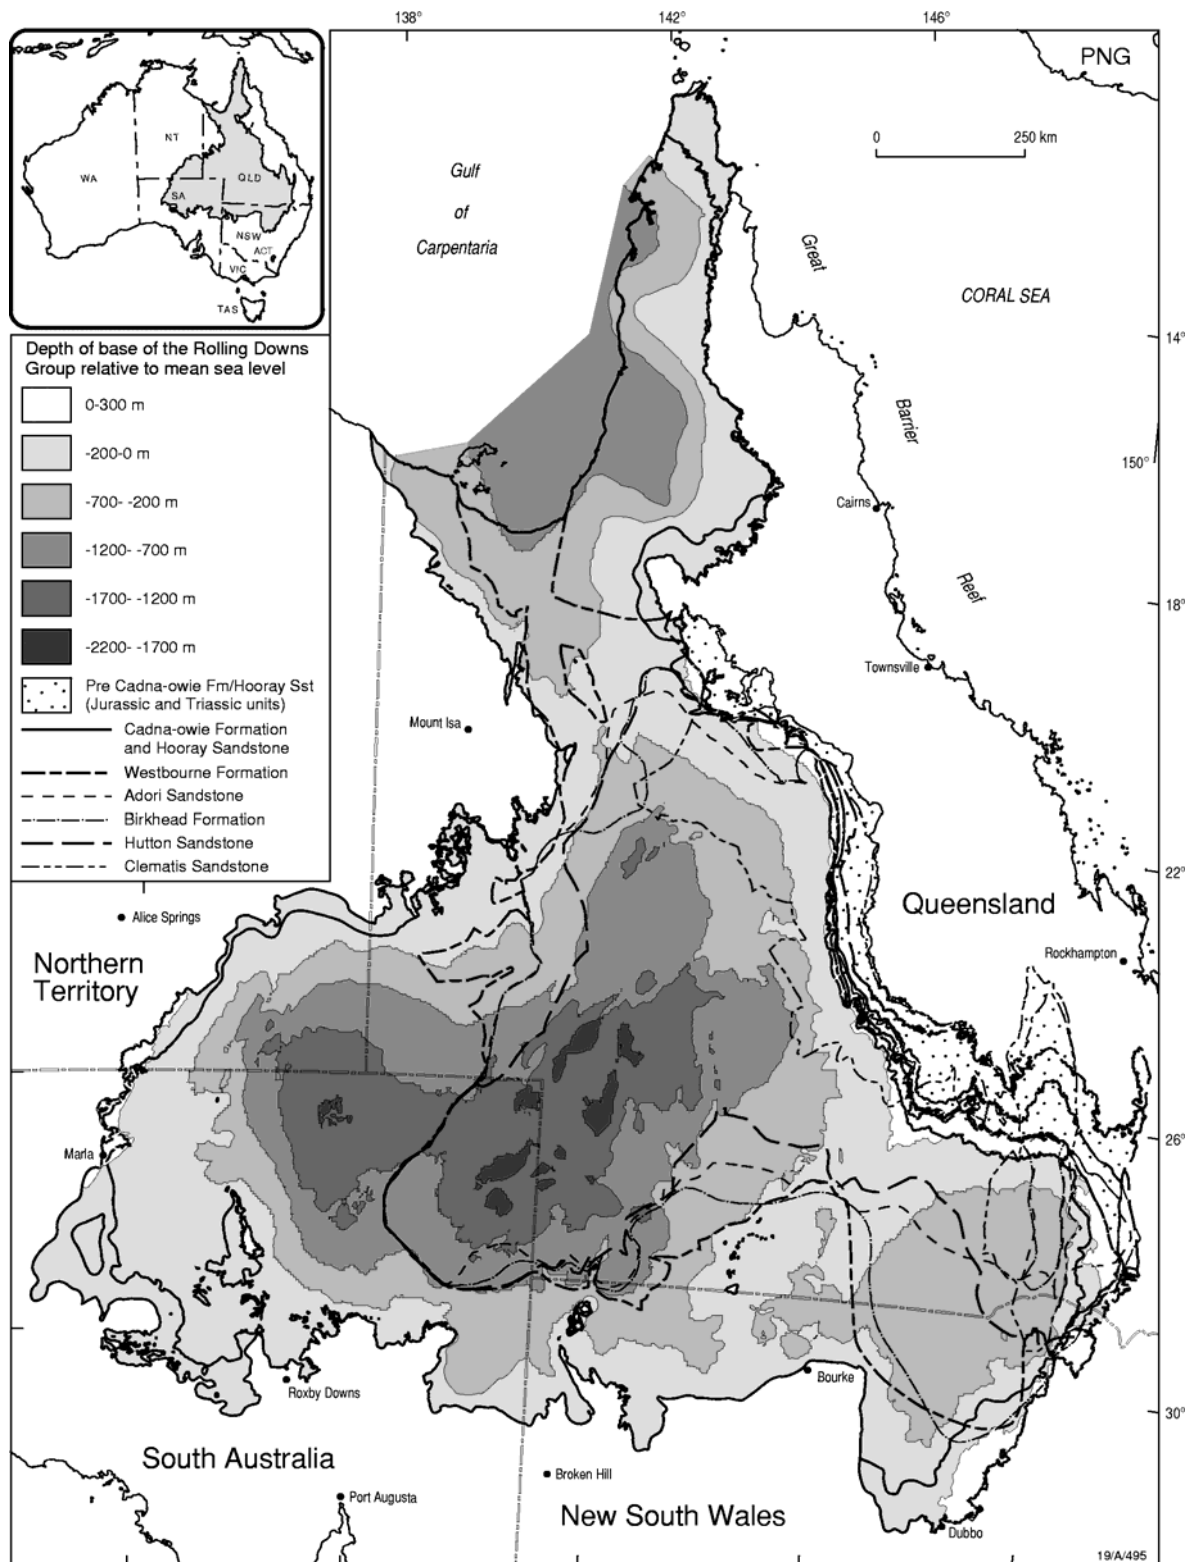 138°
142°
146°
PNG
NT
WA
QLD
SA
NSW
ACT
VIC
TAS
0
250 km
Gulf
of
Carpentaria
Great
CORAL SEA
14°
Barrier
150°
Cairns
Reef
18°
Townsville
Depth of base of the Rolling Downs
Group relative to mean sea level
0-300 m
-200-0 m
-700- -200 m
-1200- -700 m
-1700- -1200 m
-2200- -1700 m
Pre Cadna-owie Fm/Hooray Sst
(Jurassic and Triassic units)
Cadna-owie Formation
and Hooray Sandstone
Westbourne Formation
Adori Sandstone
Birkhead Formation
Hutton Sandstone
Clematis Sandstone
Mount Isa
22°
Alice Springs
Queensland
Rockhampton
Northern
Territory
26°
Marla
Roxby Downs
Bourke
30°
South Australia
Broken Hill
Port Augusta
New South Wales
Dubbo
19/A/495